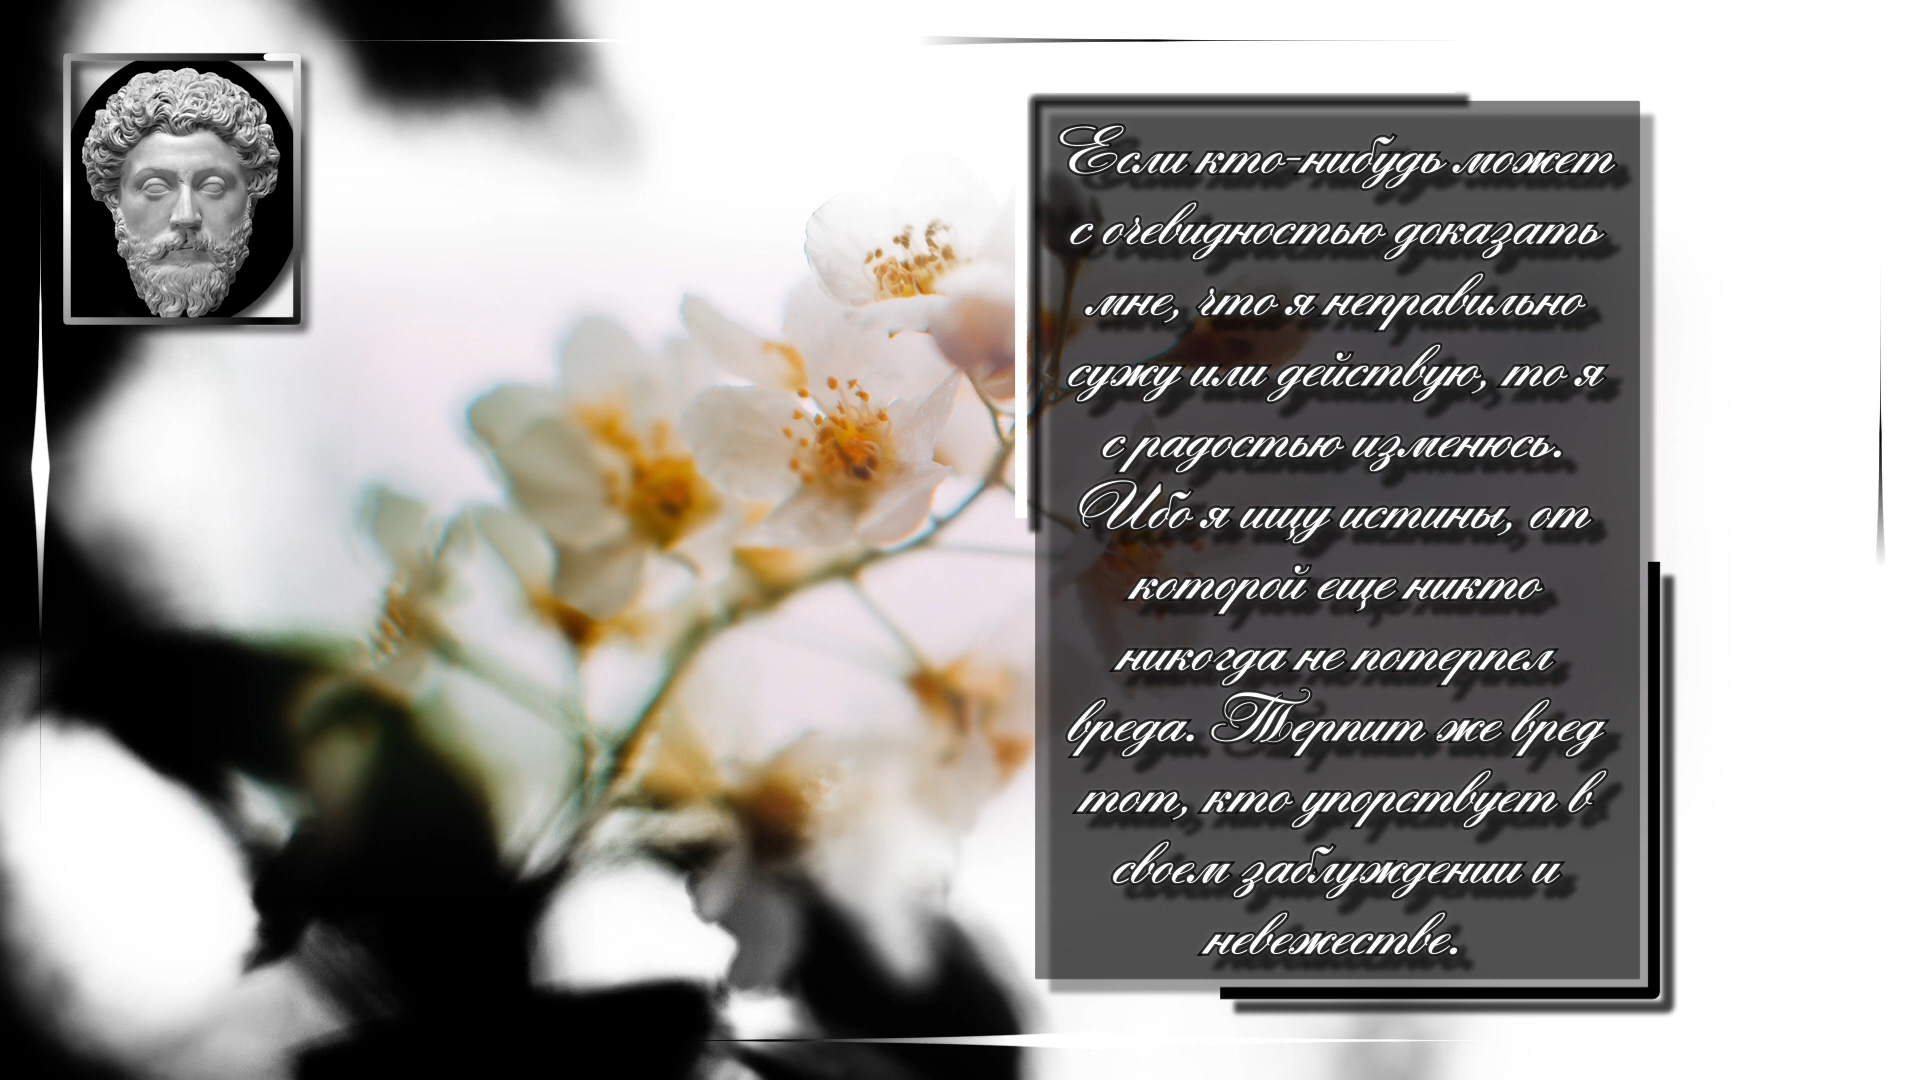 Если кто-нибудь может
с очевидностью доказать
мне, что я неправильно
сужу или действую, то я
с радостью изменюсь.
Ибо я ищу истины, от
которой еще никто
никогда не потерпел
вреда. Терпит же вред
тот, кто упорствует в
своем заблуждении и
невежестве.